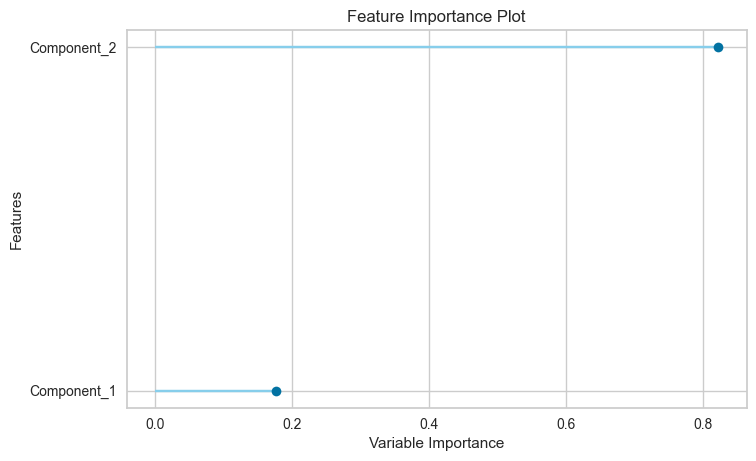 Feature Importance Plot
Component_2
Features
Component_1
0.0 0.2 0.4 0.6 0.8
Variable Importance